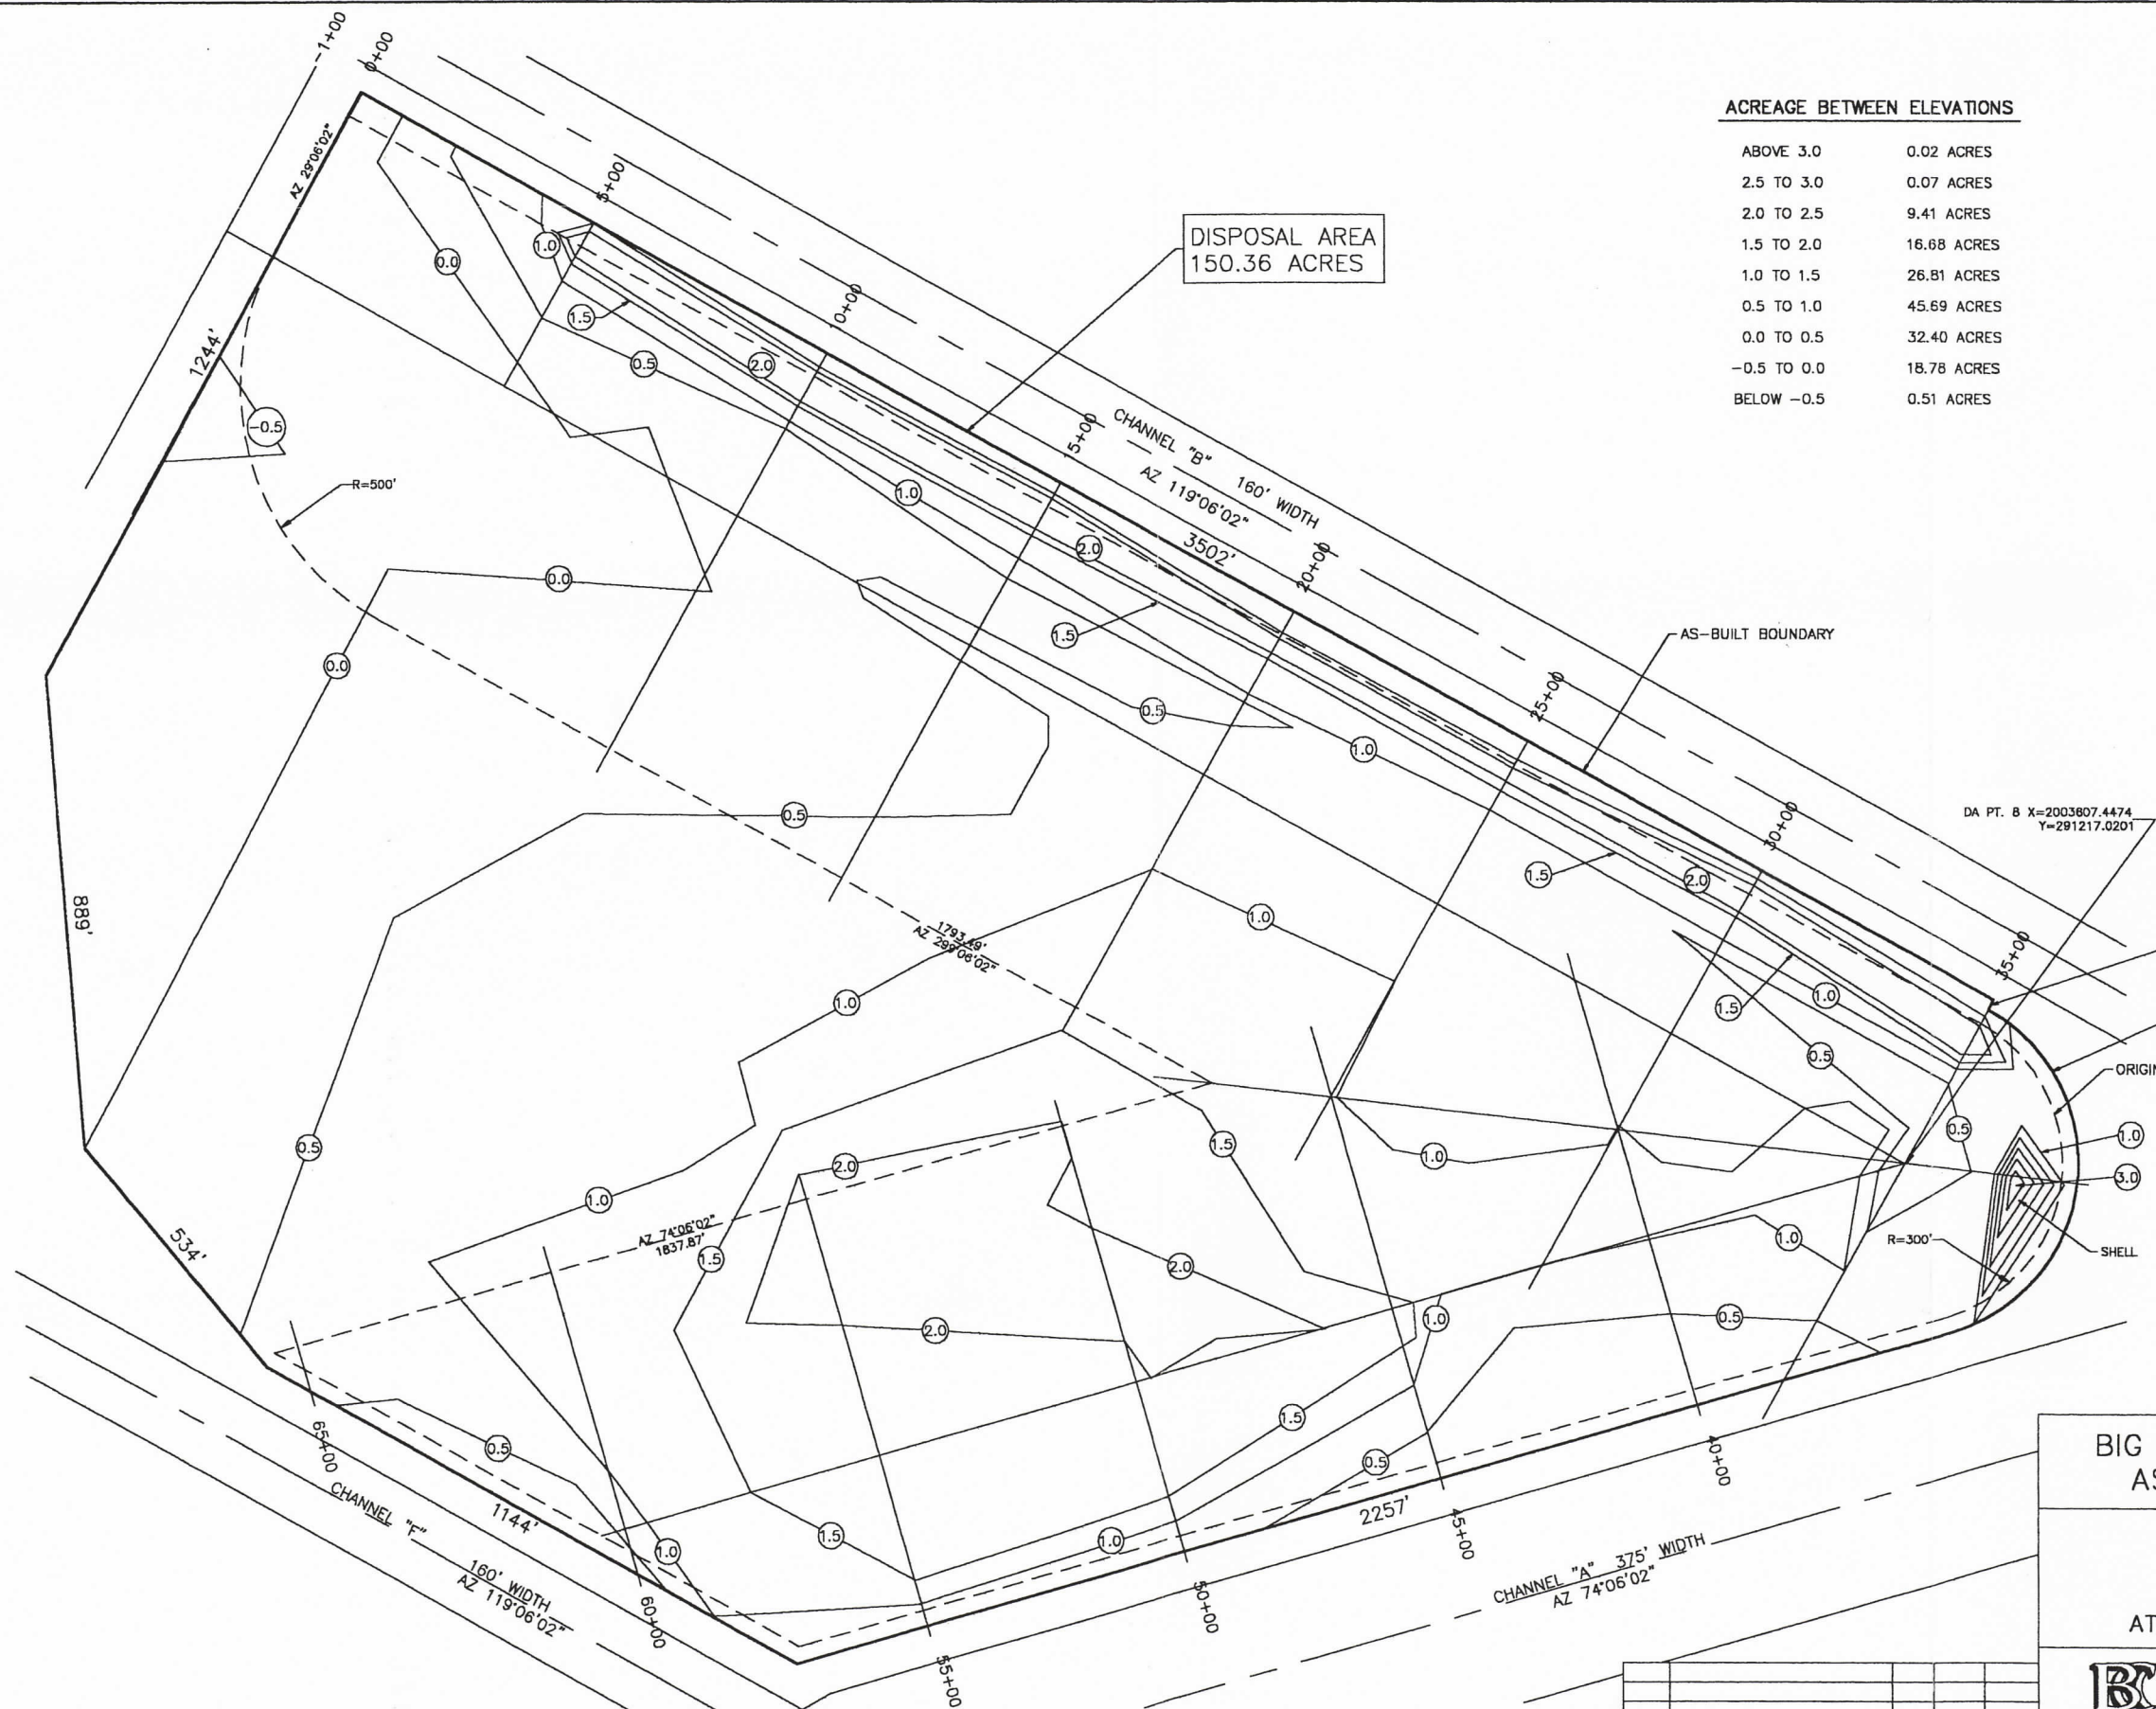 -1+00
0+00
AZ 29°06'02"
ACREAGE BETWEEN ELEVATIONS
ABOVE 3.0 0.02 ACRES
2.5 TO 3.0 0.07 ACRES
2.0 TO 2.5 9.41 ACRES
1.5 TO 2.0 16.68 ACRES
1.0 TO 1.5 26.81 ACRES
0.5 TO 1.0 45.69 ACRES
0.0 TO 0.5 32.40 ACRES
-0.5 TO 0.0 18.78 ACRES
BELOW -0.5 0.51 ACRES
5+00
DISPOSAL AREA
150.36 ACRES
1.0
0.0
10+00
1.5
1244'
0.5
2.0
-0.5
15+00
CHANNEL "B" 160' WIDTH
AZ 119°06'02"
3502'
R=500'
1.0
2.0
20+00
0.0
1.5
AS-BUILT BOUNDARY
0.0
25+00
0.5
1.0
0.5
30+00
DA PT. B X=2003607.4474
Y=291217.0201
1.5
2.0
889'
1.0
1793.49'
AZ 299°06'02"
35+00
1.0
1.5
1.0
0.5
ORIGIN
0.5
1.0
0.5
1.5
1.0
2.0
3.0
1.0
534'
AZ 74°06'02"
1837.87'
1.5
2.0
1.0
R=300'
SHELL
2.0
1.0
0.5
1.5
65+00
0.5
0.5
40+00
BIG
AS
CHANNEL "F"
160' WIDTH
AZ 119°06'02"
1144'
1.0
1.5
1.0
2257'
45+00
CHANNEL "A" 375' WIDTH
AZ 74°06'02"
60+00
50+00
55+00
AT